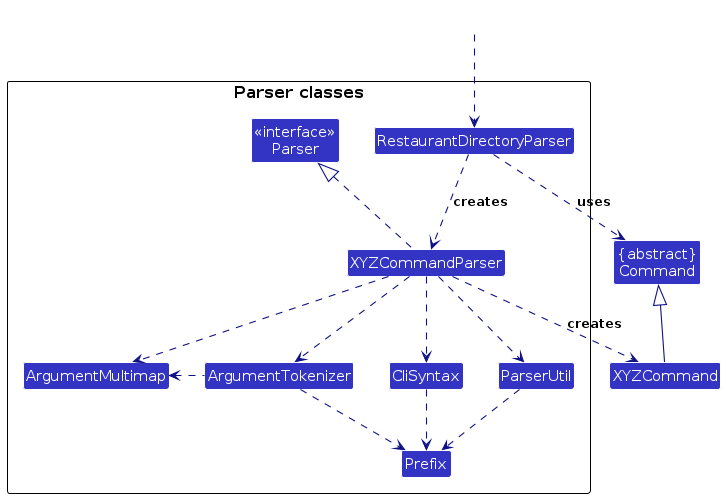 Parser classes
«interface»
Parser
RestaurantDirectoryParser
creates
uses
{abstract}
Command
XYZCommandParser
creates
ArgumentMultimap
ArgumentTokenizer
CliSyntax
ParserUtil
XYZCommand
Prefix